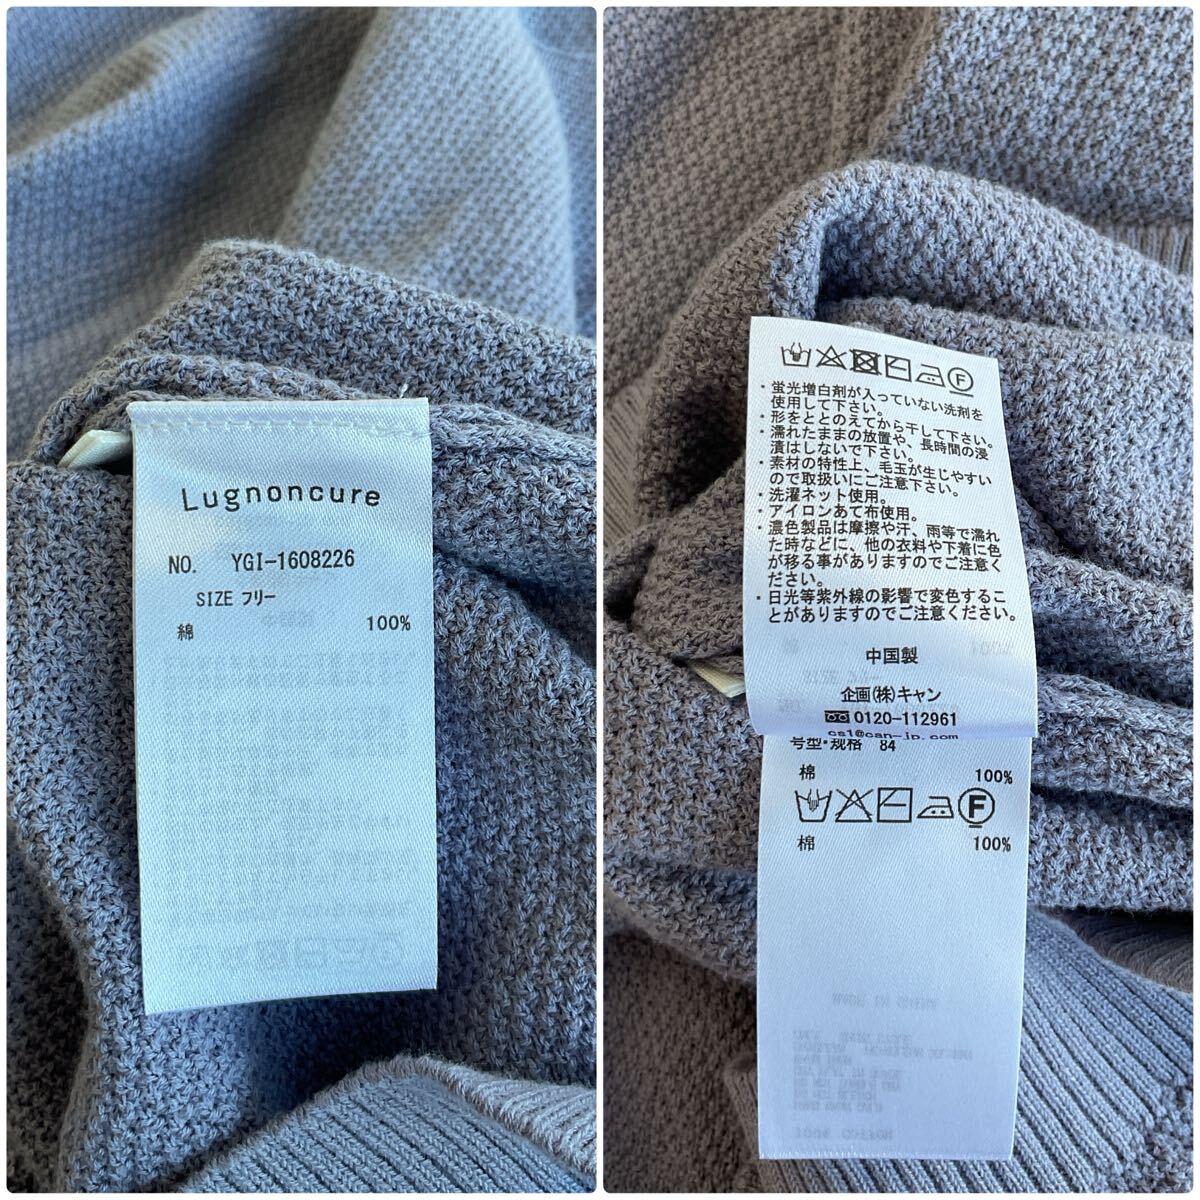 Lugnoncure
NO. YGI-1608226
SIZE フリー
綿 100%
F
・蛍光増白剤が入っていない洗剤を
使用して下さい。
・形をととのえてから干して下さい。
・濡れたままの放置や、長時間の浸
漬はしないで下さい。
・素材の特性上、毛玉が生じやすい
ので取扱いにご注意下さい。
・洗濯ネット使用。
・アイロンあて布使用。
・濃色製品は摩擦や汗、雨等で濡れ
た時などに、他の衣料や下着に色
が移る事がありますのでご注意く
ださい。
・日光等紫外線の影響で変色するこ
とがありますのでご注意ください。
中国製
企画(株)キャン
0120-112961
cs1@can-jp.com
号型·规格 84
棉 100%
F
棉 100%